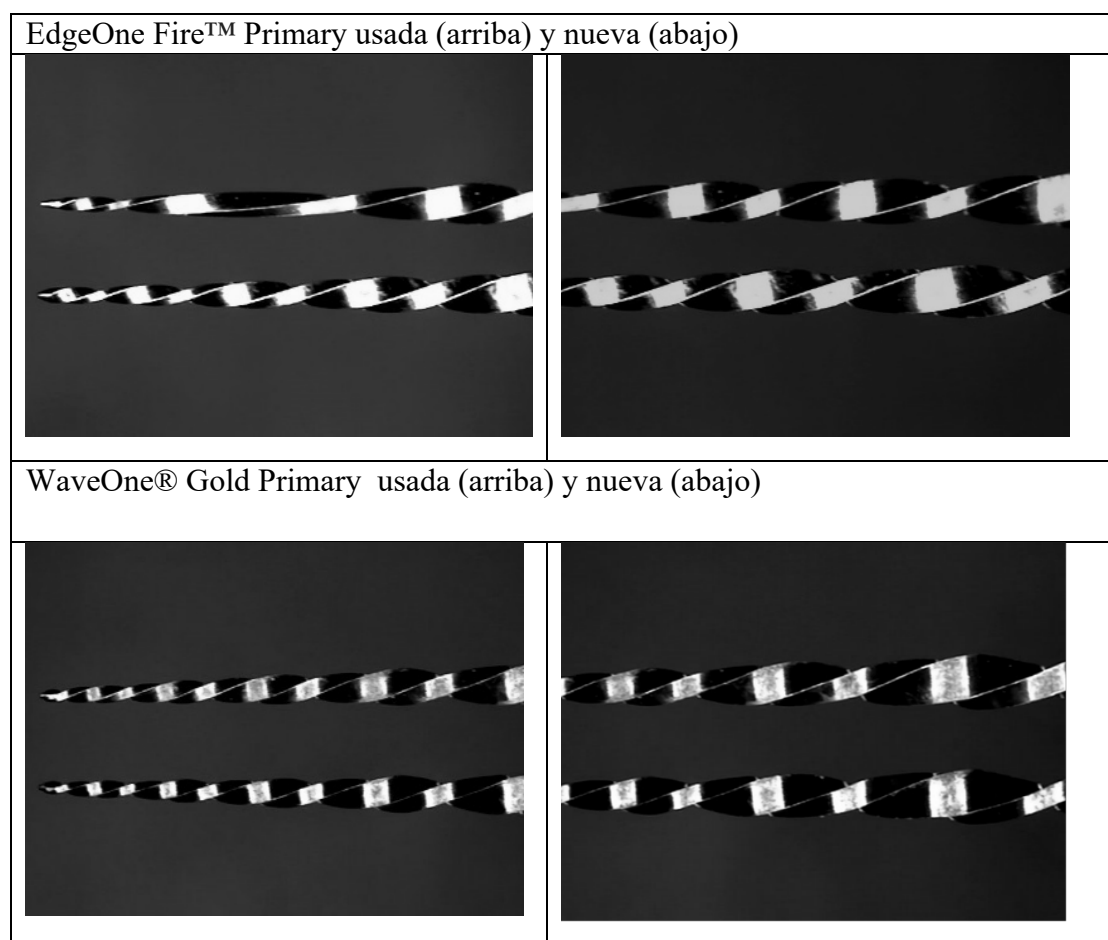 EdgeOne Fire™ Primary usada (arriba) y nueva (abajo)
WaveOne® Gold Primary  usada (arriba) y nueva (abajo)